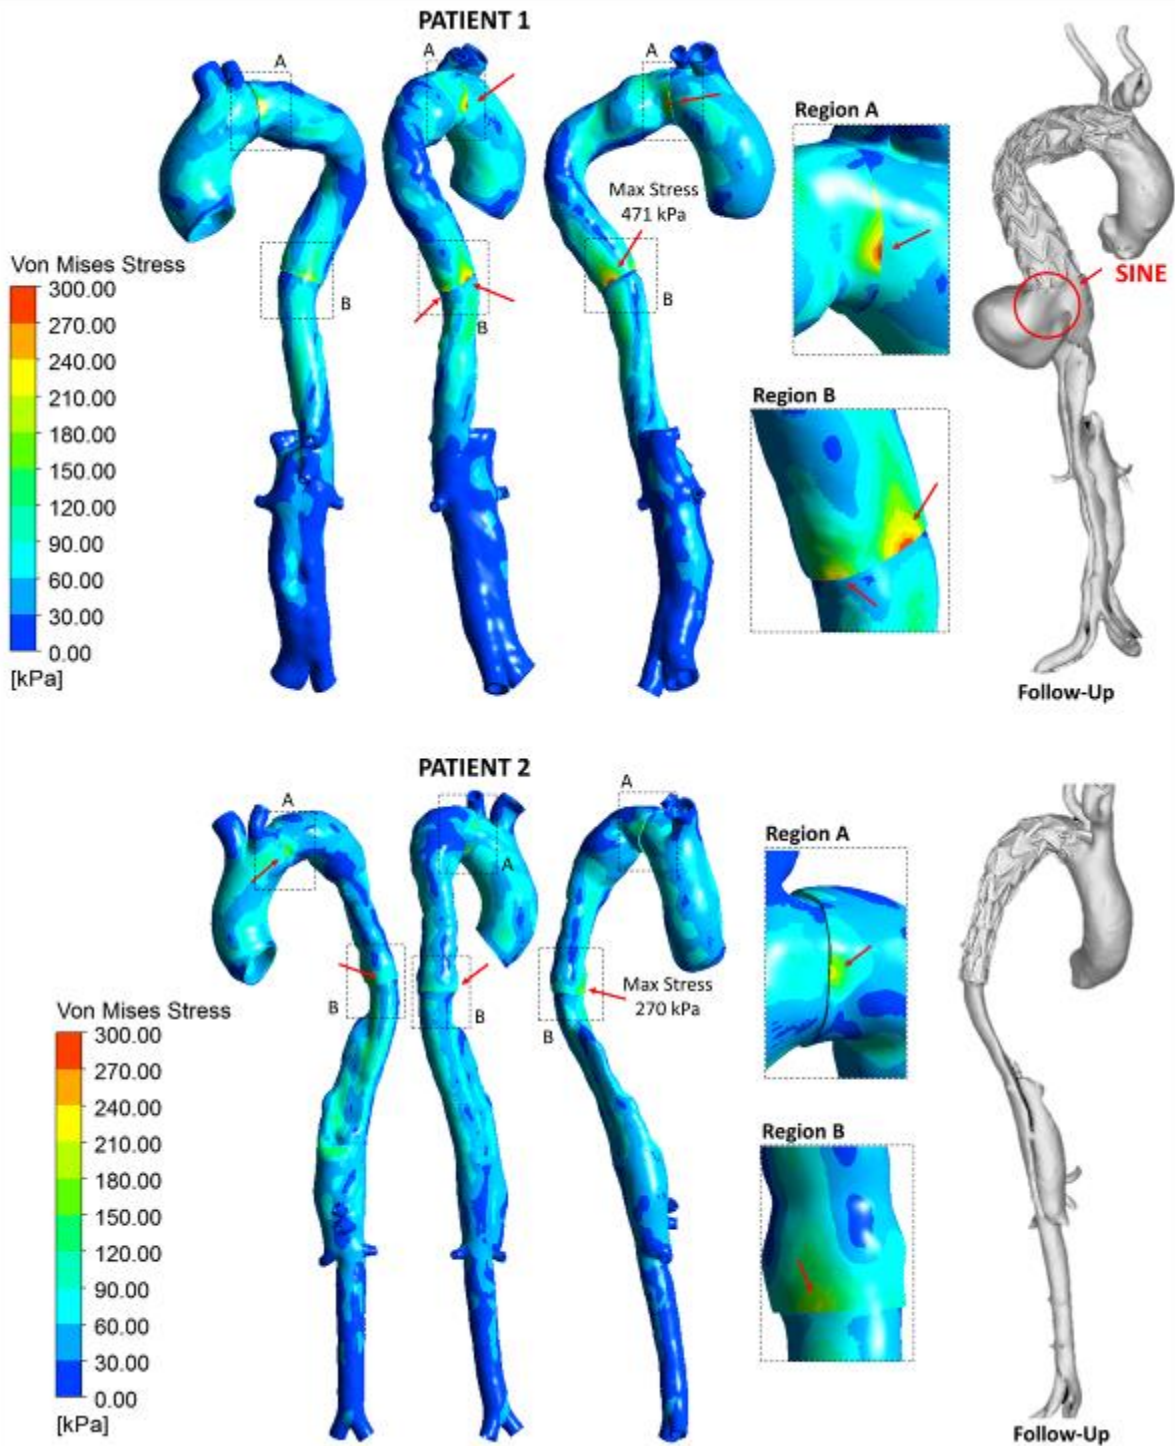 PATIENT 1
A
A
A
Region A
Max Stress
471 kPa
Von Mises Stress
SINE
300.00
270.00
240.00
210.00
180.00
150.00
120.00
90.00
60.00
30.00
0.00
[kPa]
B
B
B
Region B
Follow-Up
PATIENT 2
A
A
A
Region A
Max Stress
270 kPa
Von Mises Stress
B
B
B
300.00
270.00
240.00
210.00
180.00
150.00
120.00
90.00
60.00
30.00
0.00
[kPa]
Region B
Follow-Up